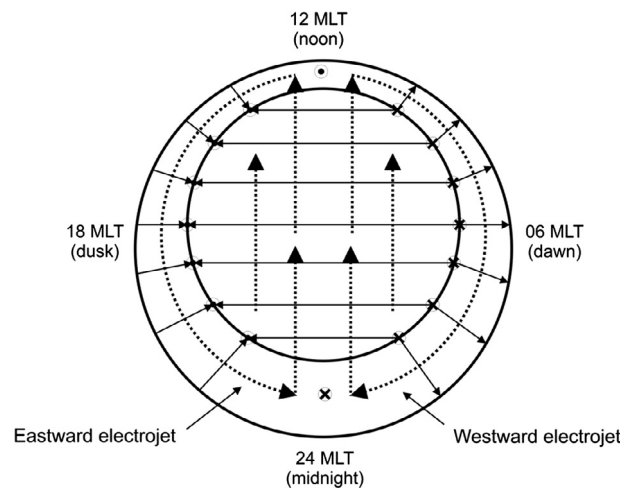 12 MLT
(noon)
18 MLT
(dusk)
06 MLT
(dawn)
Eastward electrojet
Westward electrojet
24 MLT
(midnight)